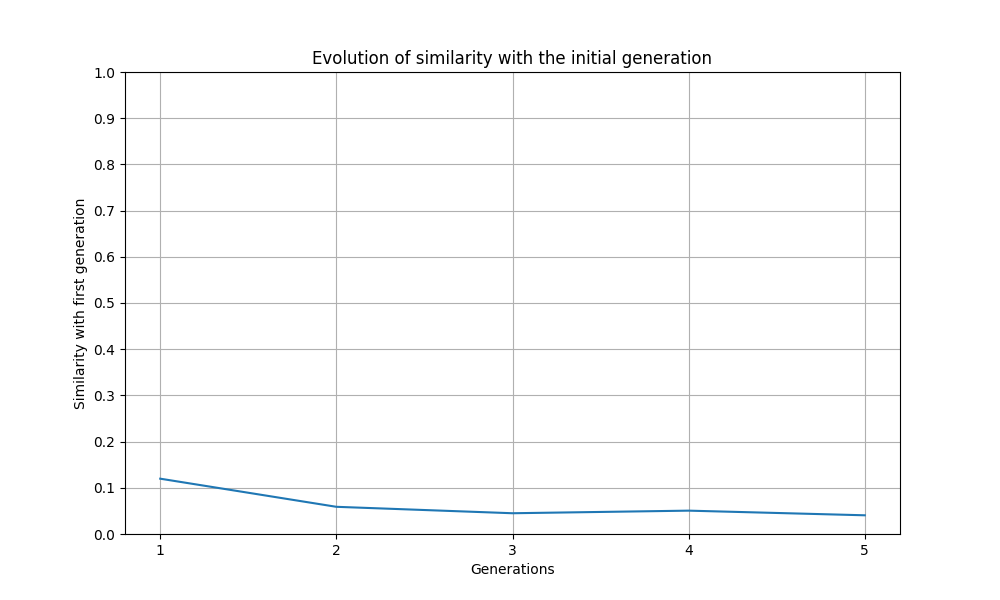 Evolution of similarity with the initial generation
1.0
0.9
0.8
0.7
0.6
0.5
0.4
0.3
0.2
0.1
0.0
Similarity with first generation
1 2 3 4 5
Generations